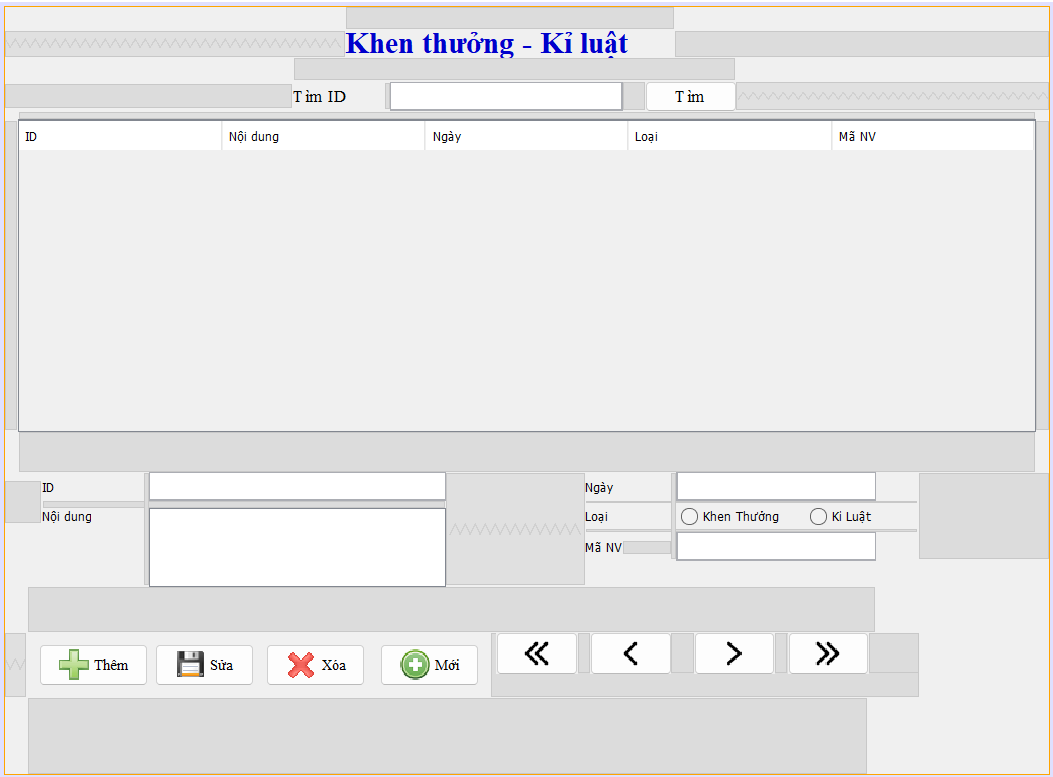 Khen thưởng - Kỉ luật
Tìm ID Tìm
ID Nội dung Ngày Loại Mã NV
ID Ngày
Nội dung Loại Khen Thưởng Kỉ Luật
Mã NV
Thêm Sửa Xóa Mới